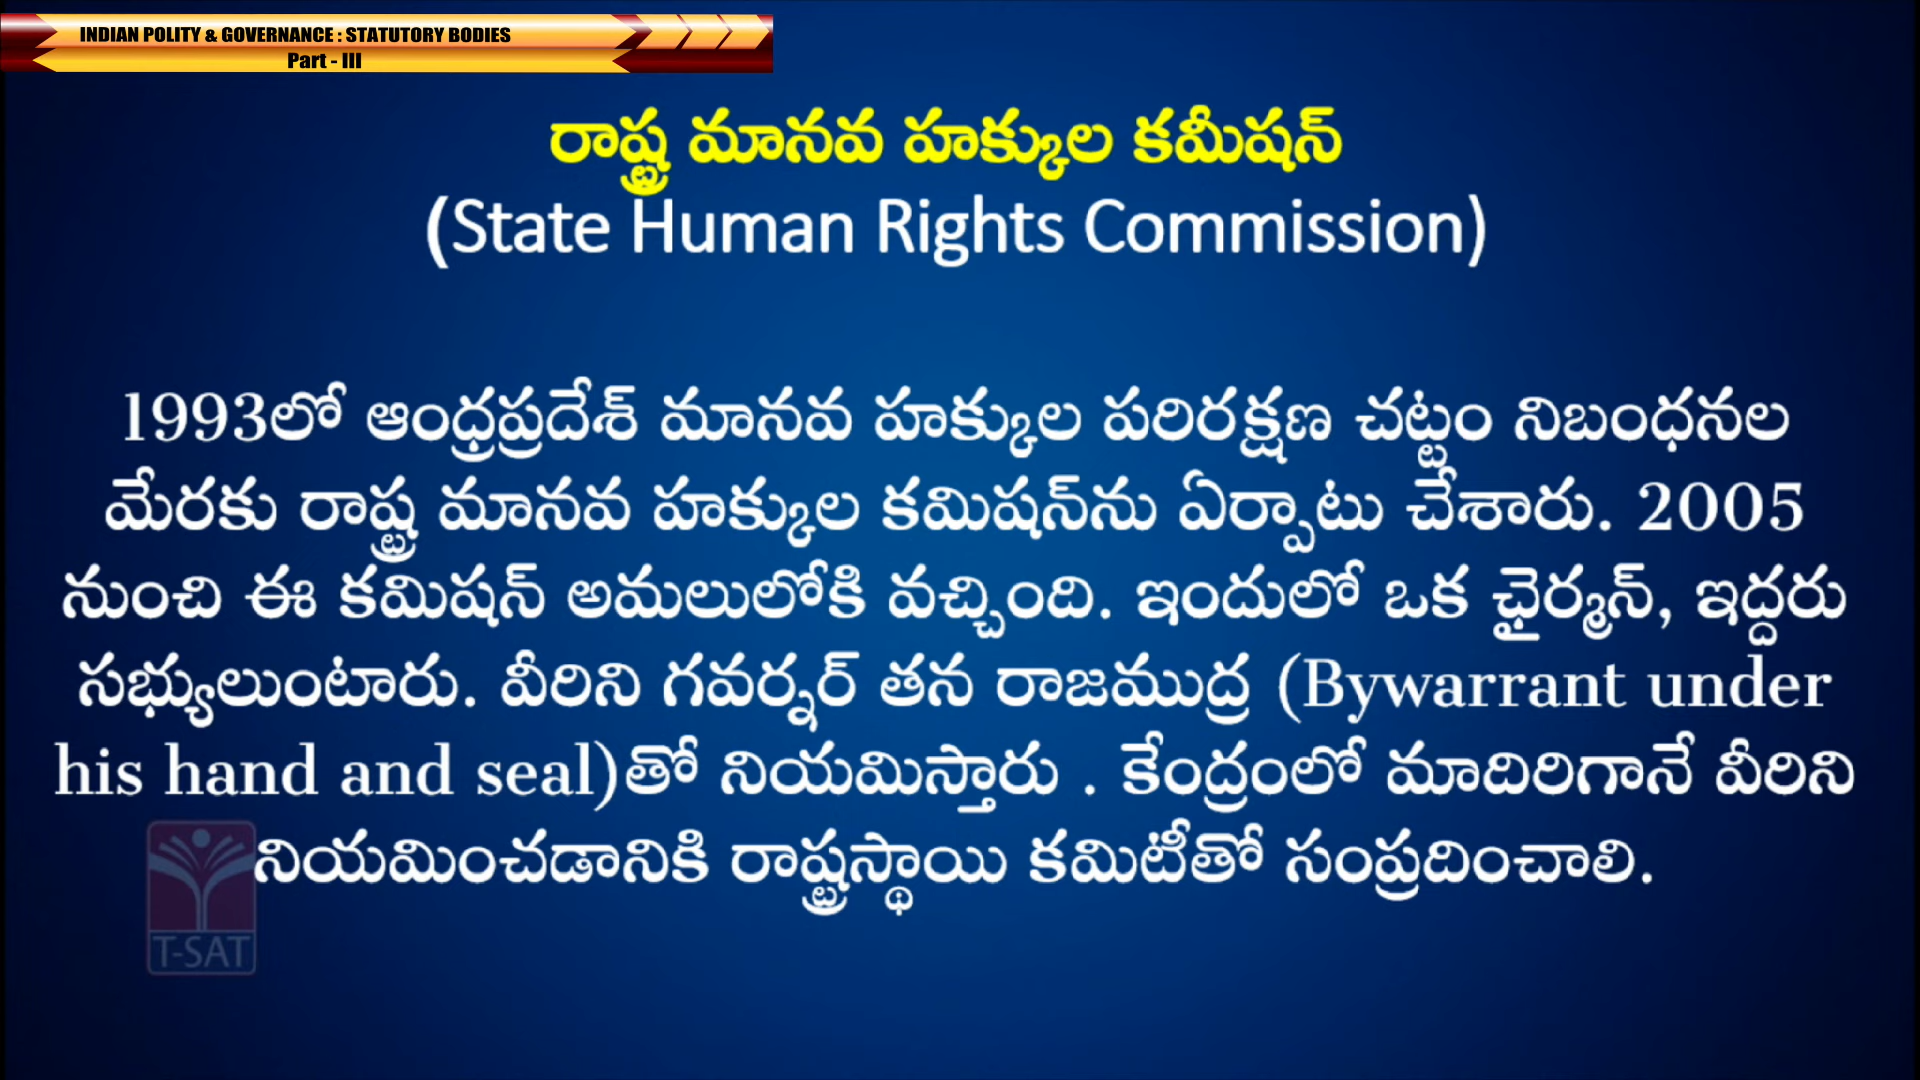 INDIAN POLITY & GOVERNANCE : STATUTORY BODIES
Part - III
రాష్ట్ర మానవ హక్కుల కమీషన్
(State Human Rights Commission)
1993లో ఆంధ్రప్రదేశ్ మానవ హక్కుల పరిరక్షణ చట్టం నిబంధనల
మేరకు రాష్ట్ర మానవ హక్కుల కమిషన్‌ను ఏర్పాటు చేశారు. 2005
నుంచి ఈ కమిషన్ అమలులోకి వచ్చింది. ఇందులో ఒక ఛైర్మన్, ఇద్దరు
సభ్యులుంటారు. వీరిని గవర్నర్ తన రాజముద్ర (Bywarrant under
his hand and seal)తో నియమిస్తారు . కేంద్రంలో మాదిరిగానే వీరిని
నియమించడానికి రాష్ట్రస్థాయి కమిటీతో సంప్రదించాలి.
T-SAT